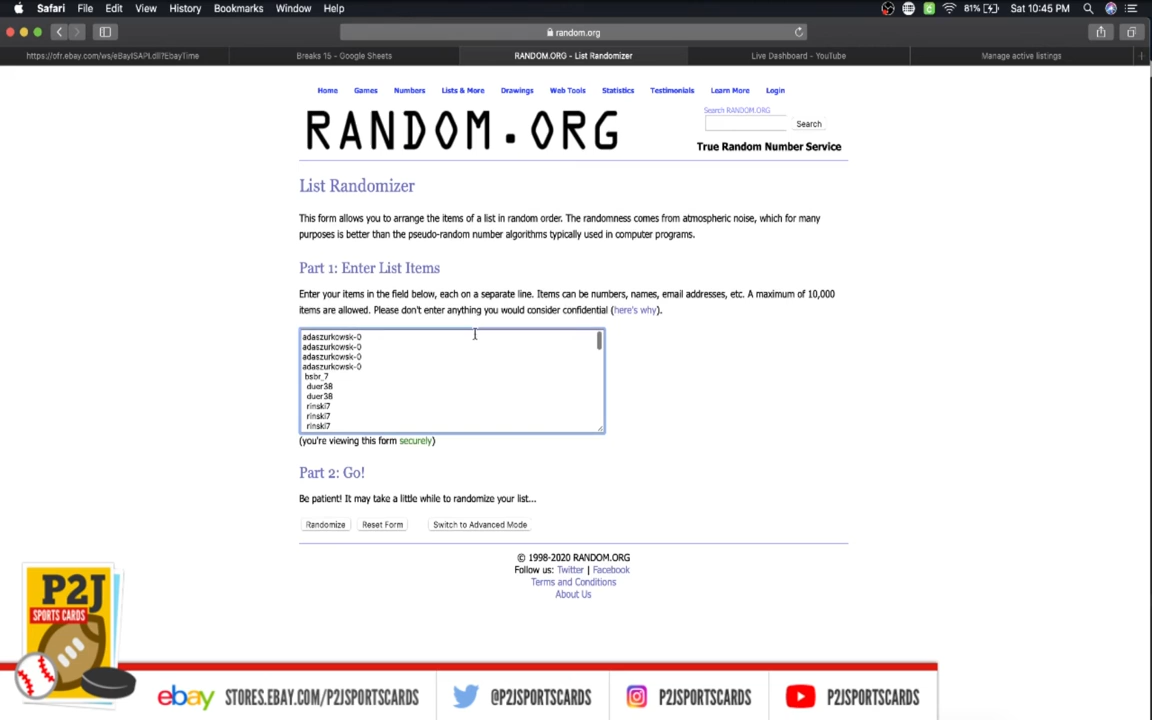 Safari File Edit View History Bookmarks Window Help 81% Sat 10:45 PM
random.org
https://ofr.ebay.com/ws/eBayISAPI.dll?EbayTime Breaks 15 - Google Sheets RANDOM.ORG - List Randomizer Live Dashboard - YouTube Manage active listings
Home Games Numbers Lists & More Drawings Web Tools Statistics Testimonials Learn More Login
RANDOM.ORG
Search RANDOM.ORG
Search
True Random Number Service
List Randomizer
This form allows you to arrange the items of a list in random order. The randomness comes from atmospheric noise, which for many
purposes is better than the pseudo-random number algorithms typically used in computer programs.
Part 1: Enter List Items
Enter your items in the field below, each on a separate line. Items can be numbers, names, email addresses, etc. A maximum of 10,000
items are allowed. Please don't enter anything you would consider confidential (here's why).
adaszurkowsk-0
adaszurkowsk-0
adaszurkowsk-0
adaszurkowsk-0
bsbr_7
duer38
duer38
rinski7
rinski7
rinski7
(you're viewing this form securely)
Part 2: Go!
Be patient! It may take a little while to randomize your list...
Randomize Reset Form Switch to Advanced Mode
© 1998-2020 RANDOM.ORG
Follow us: Twitter | Facebook
Terms and Conditions
About Us
P2J
SPORTS CARDS
ebay STORES.EBAY.COM/P2JSPORTSCARDS @P2JSPORTSCARDS P2JSPORTSCARDS P2JSPORTSCARDS